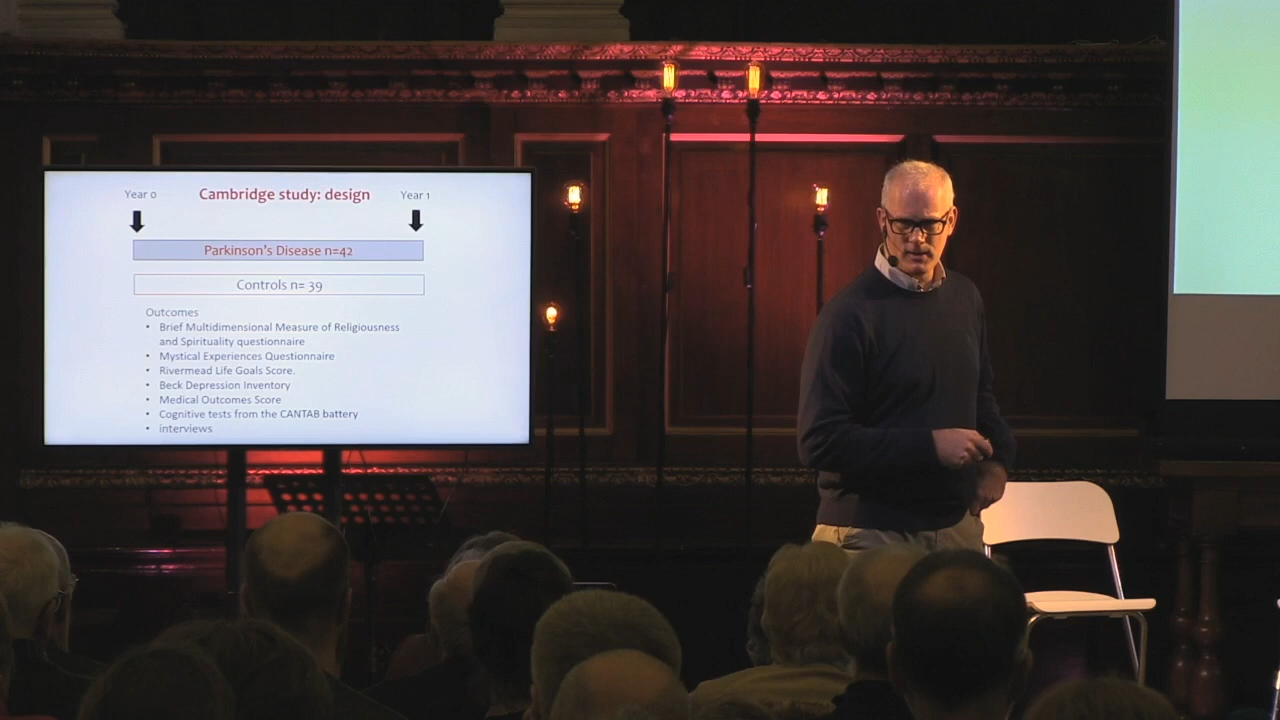 Year 0
Cambridge study: design
Year 1
Parkinson's Disease n=42
Controls n= 39
Outcomes
• Brief Multidimensional Measure of Religiousness
and Spirituality questionnaire
• Mystical Experiences Questionnaire
• Rivermead Life Goals Score.
• Beck Depression Inventory
• Medical Outcomes Score
• Cognitive tests from the CANTAB battery
• interviews